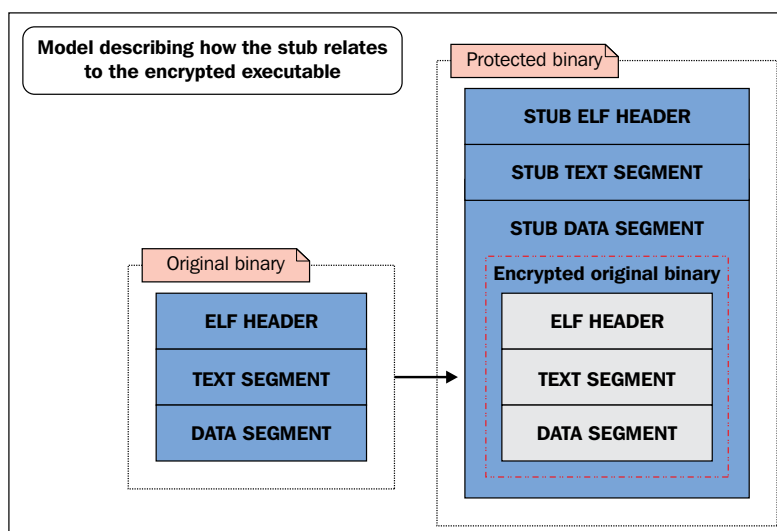 Model describing how the stub relates
to the encrypted executable
Protected binary
STUB ELF HEADER
STUB TEXT SEGMENT
STUB DATA SEGMENT
Original binary
ELF HEADER
TEXT SEGMENT
DATA SEGMENT
Encrypted original binary
ELF HEADER
TEXT SEGMENT
DATA SEGMENT